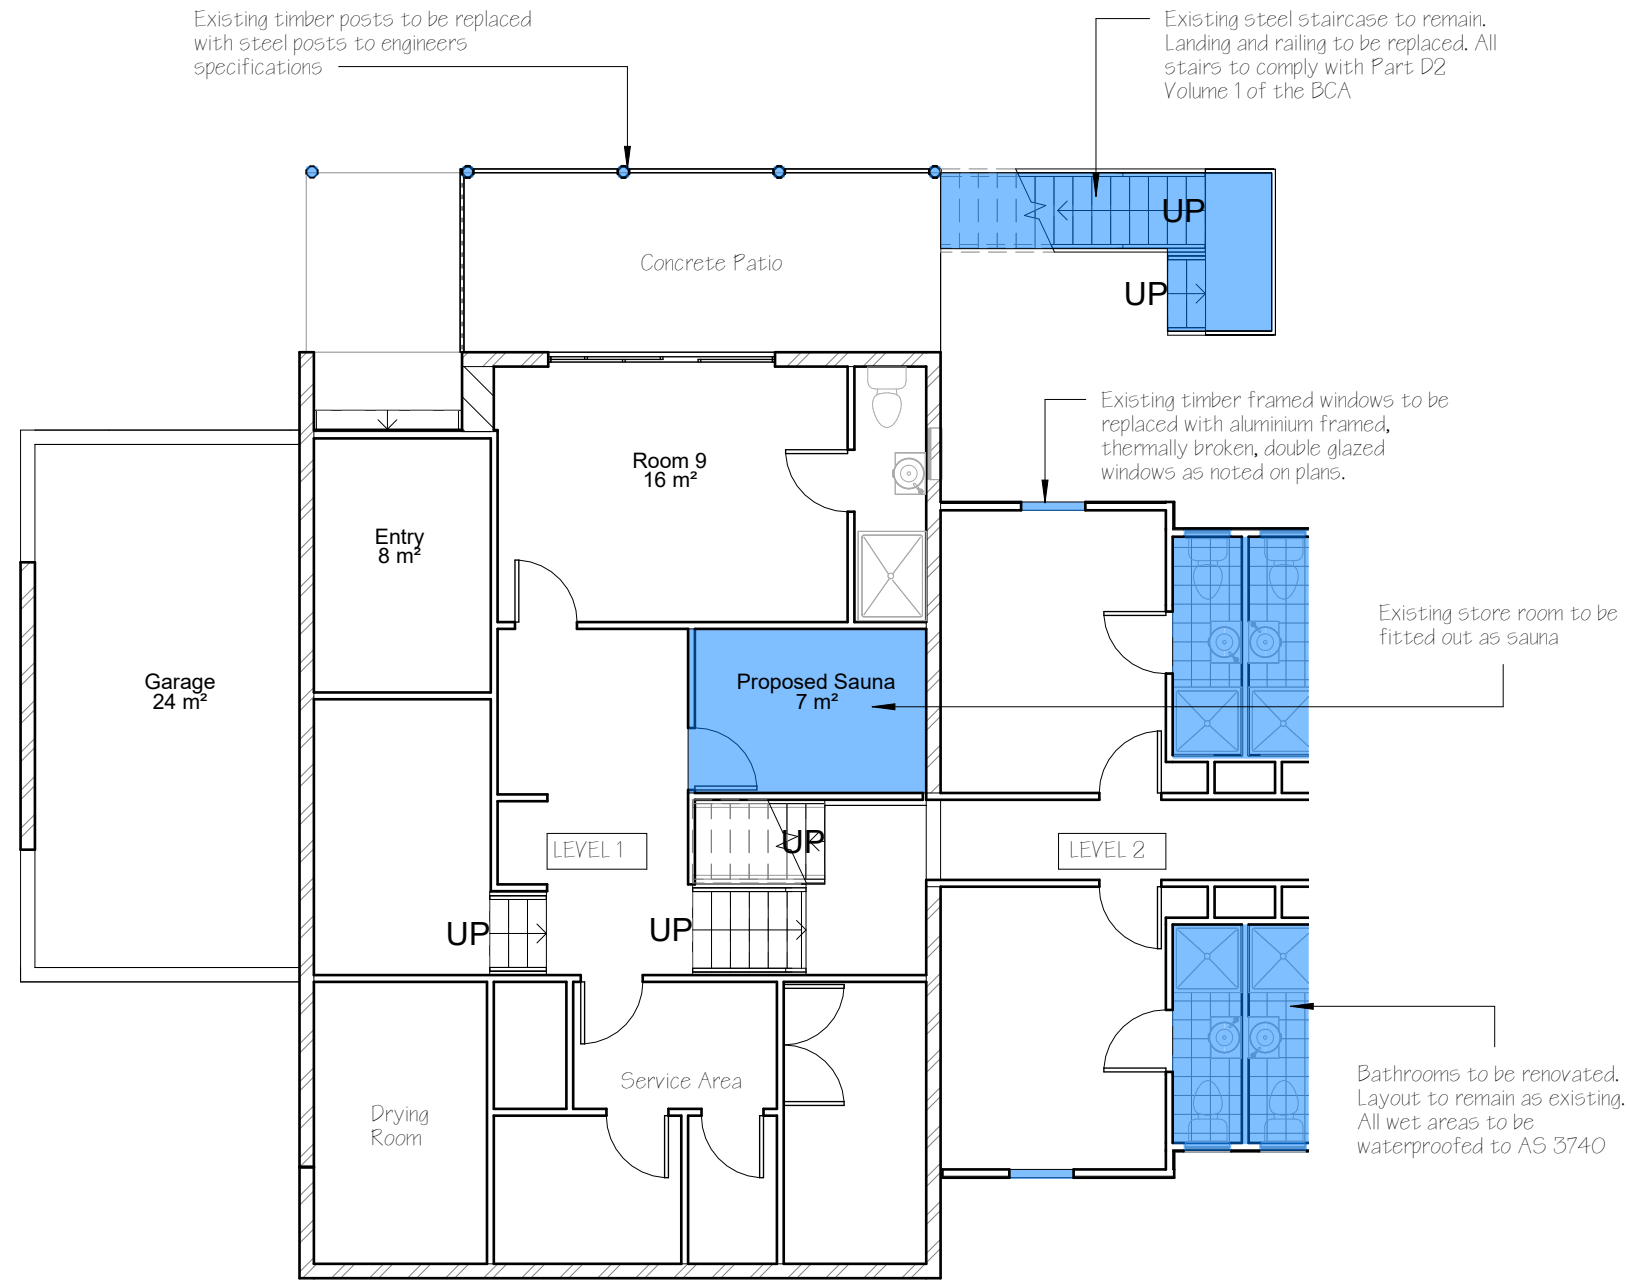 Existing timber posts to be replaced
with steel posts to engineers
specifications
Existing steel staircase to remain.
Landing and railing to be replaced. All
stairs to comply with Part D2
Volume 1 of the BCA
UP
Concrete Patio
UP
Existing timber framed windows to be
replaced with aluminium framed,
thermally broken, double glazed
windows as noted on plans.
Room 9
16 m²
Entry
8 m²
Existing store room to be
fitted out as sauna
Garage
24 m²
Proposed Sauna
7 m²
UP
LEVEL 1
LEVEL 2
UP
UP
Service Area
Drying
Room
Bathrooms to be renovated.
Layout to remain as existing.
All wet areas to be
waterproofed to AS 3740